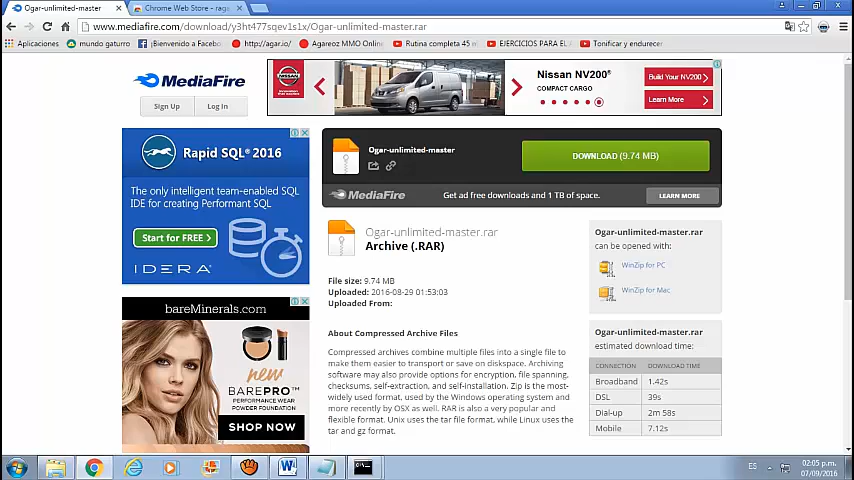 Ogar-unlimited-master
Chrome Web Store - rag
www.mediafire.com/download/y3ht477sqev1s1x/Ogar-unlimited-master.rar
Aplicaciones
mundo gaturro
¡Bienvenido a Facebo
http://agar.io/
Agareoz MMO Onlin
Rutina completa 45 m
EJERCICIOS PARA EL
Tonificar y endurecer
MediaFire
Sign Up
Log In
NISSAN
Nissan NV200®
COMPACT CARGO
Build Your NV200
Learn More
Rapid SQL® 2016
The only intelligent team-enabled SQL
IDE for creating Performant SQL
Start for FREE
IDERA
Ogar-unlimited-master
DOWNLOAD (9.74 MB)
MediaFire
Get ad free downloads and 1 TB of space.
LEARN MORE
Ogar-unlimited-master.rar
Archive (.RAR)
File size: 9.74 MB
Uploaded: 2016-08-29 01:53:03
Uploaded From:
About Compressed Archive Files
Compressed archives combine multiple files into a single file to
make them easier to transport or save on diskspace. Archiving
software may also provide options for encryption, file spanning,
checksums, self-extraction, and self-installation. Zip is the most-
widely used format, used by the Windows operating system and
more recently by OSX as well. RAR is also a very popular and
flexible format. Unix uses the tar file format, while Linux uses the
tar and gz format.
Ogar-unlimited-master.rar
can be opened with:
WinZip for PC
WinZip for Mac
Ogar-unlimited-master.rar
estimated download time:
CONNECTION DOWNLOAD TIME
Broadband 1.42s
DSL 39s
Dial-up 2m 58s
Mobile 7.12s
bareMinerals.com
new
BAREPRO™
PERFORMANCE WEAR
POWDER FOUNDATION
SHOP NOW
ES
02:05 p.m.
07/09/2016